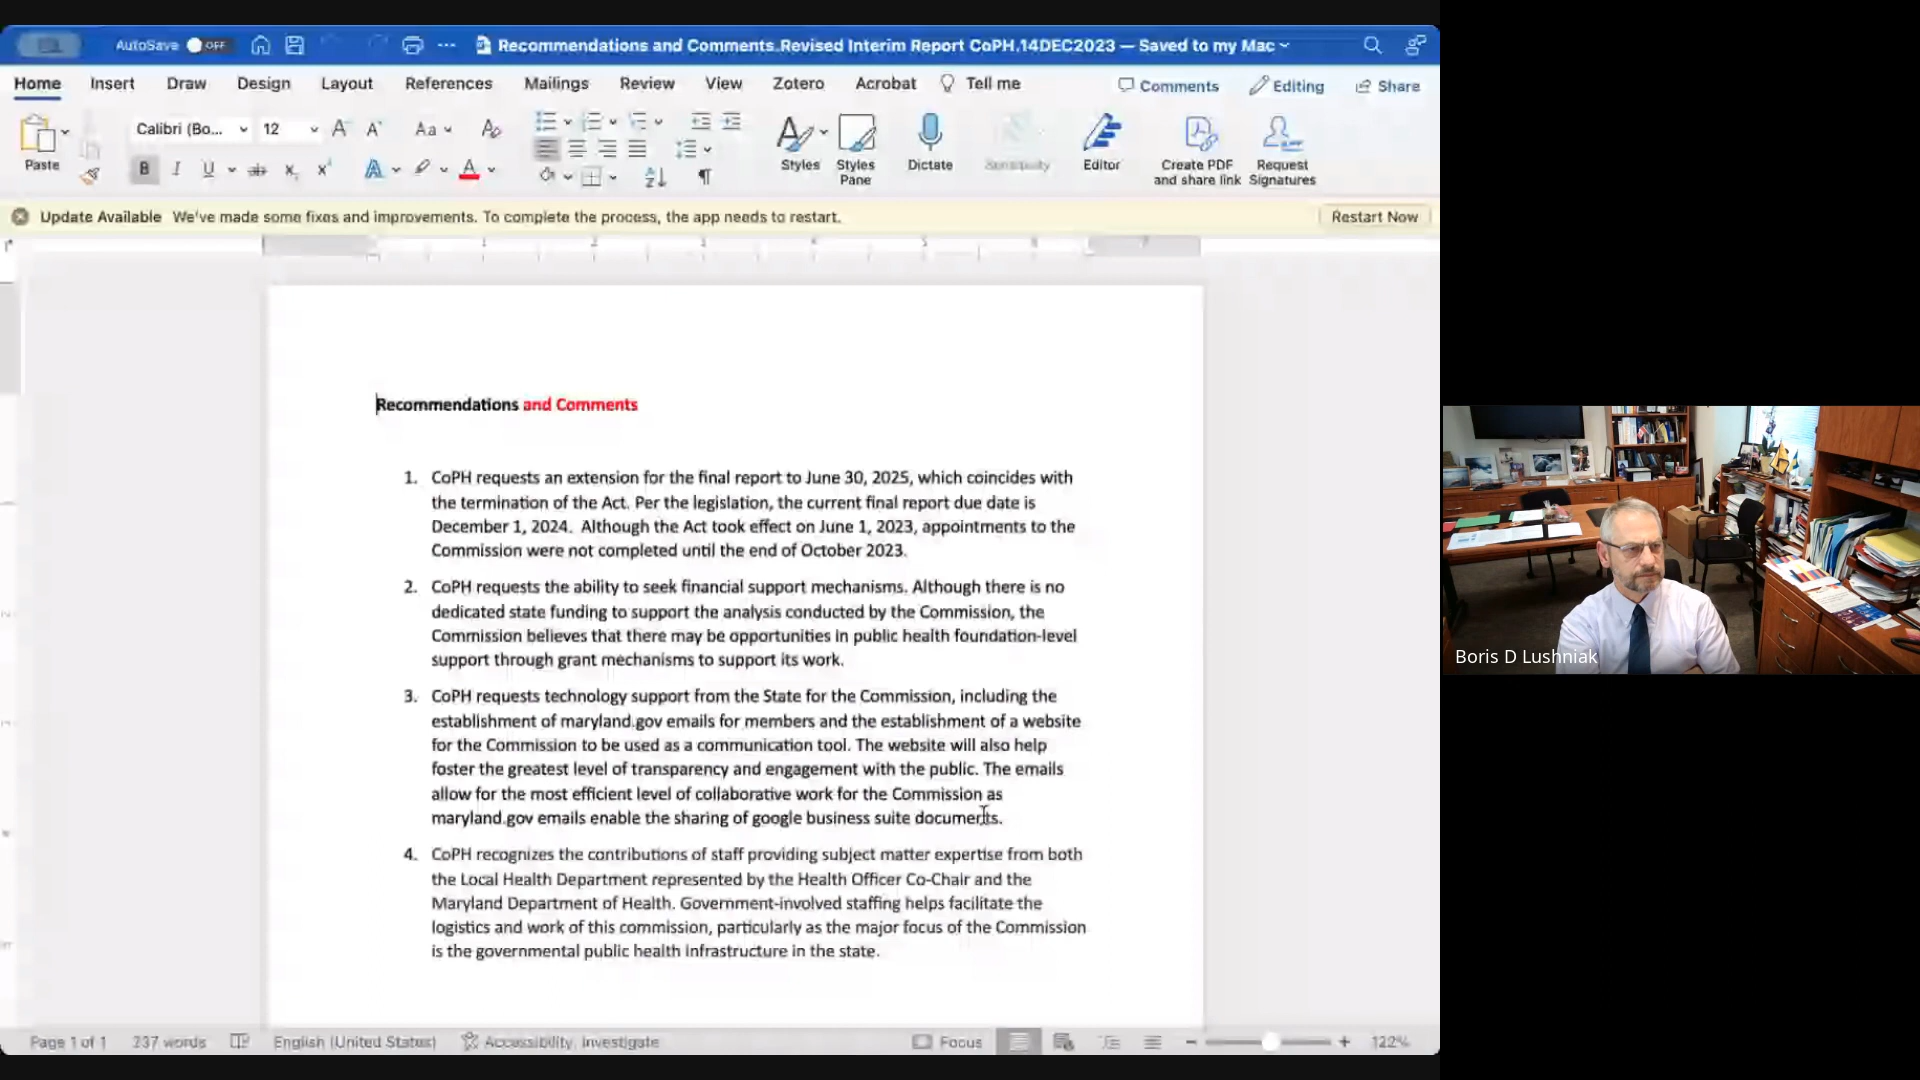 AutoSave OFF ... Recommendations and Comments.Revised Interim Report CoPH.14DEC2023 — Saved to my Mac
Home Insert Draw Design Layout References Mailings Review View Zotero Acrobat Tell me Comments Editing Share
Calibri (Bo... 12 A A Aa A
Paste B I U ab x x A A Styles Styles Pane Dictate Sensitivity Editor Create PDF and share link Request Signatures
Update Available We've made some fixes and improvements. To complete the process, the app needs to restart. Restart Now
1 2 3 4 5 6 7
Recommendations and Comments
1. CoPH requests an extension for the final report to June 30, 2025, which coincides with
the termination of the Act. Per the legislation, the current final report due date is
December 1, 2024. Although the Act took effect on June 1, 2023, appointments to the
Commission were not completed until the end of October 2023.
2. CoPH requests the ability to seek financial support mechanisms. Although there is no
dedicated state funding to support the analysis conducted by the Commission, the
Commission believes that there may be opportunities in public health foundation-level
support through grant mechanisms to support its work.
3. CoPH requests technology support from the State for the Commission, including the
establishment of maryland.gov emails for members and the establishment of a website
for the Commission to be used as a communication tool. The website will also help
foster the greatest level of transparency and engagement with the public. The emails
allow for the most efficient level of collaborative work for the Commission as
maryland.gov emails enable the sharing of google business suite documents.
4. CoPH recognizes the contributions of staff providing subject matter expertise from both
the Local Health Department represented by the Health Officer Co-Chair and the
Maryland Department of Health. Government-involved staffing helps facilitate the
logistics and work of this commission, particularly as the major focus of the Commission
is the governmental public health infrastructure in the state.
Page 1 of 1 237 words English (United States) Accessibility: Investigate Focus 122%
Boris D Lushniak